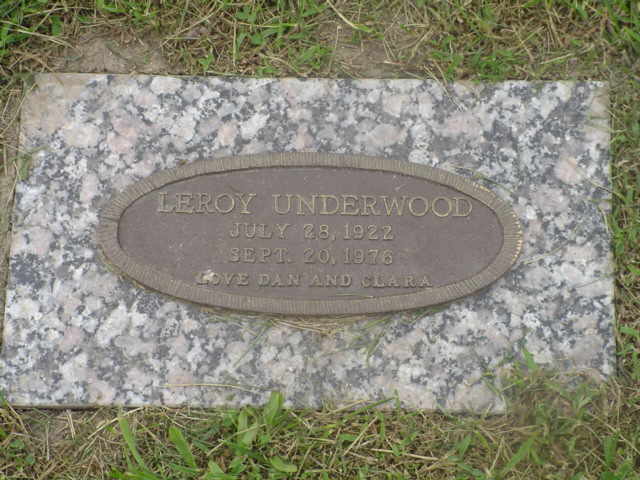 LEROY UNDERWOOD
JULY 28, 1922
SEPT. 20, 1976
LOVE DAN AND CLARA